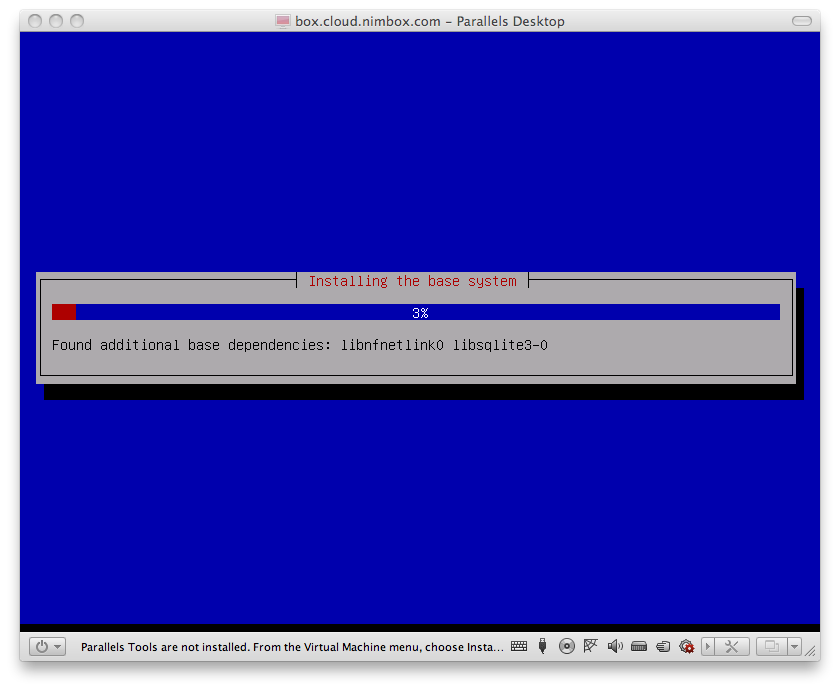 box.cloud.nimbox.com – Parallels Desktop
Installing the base system
3%
Found additional base dependencies: libnfnetlink0 libsqlite3-0
Parallels Tools are not installed. From the Virtual Machine menu, choose Insta...